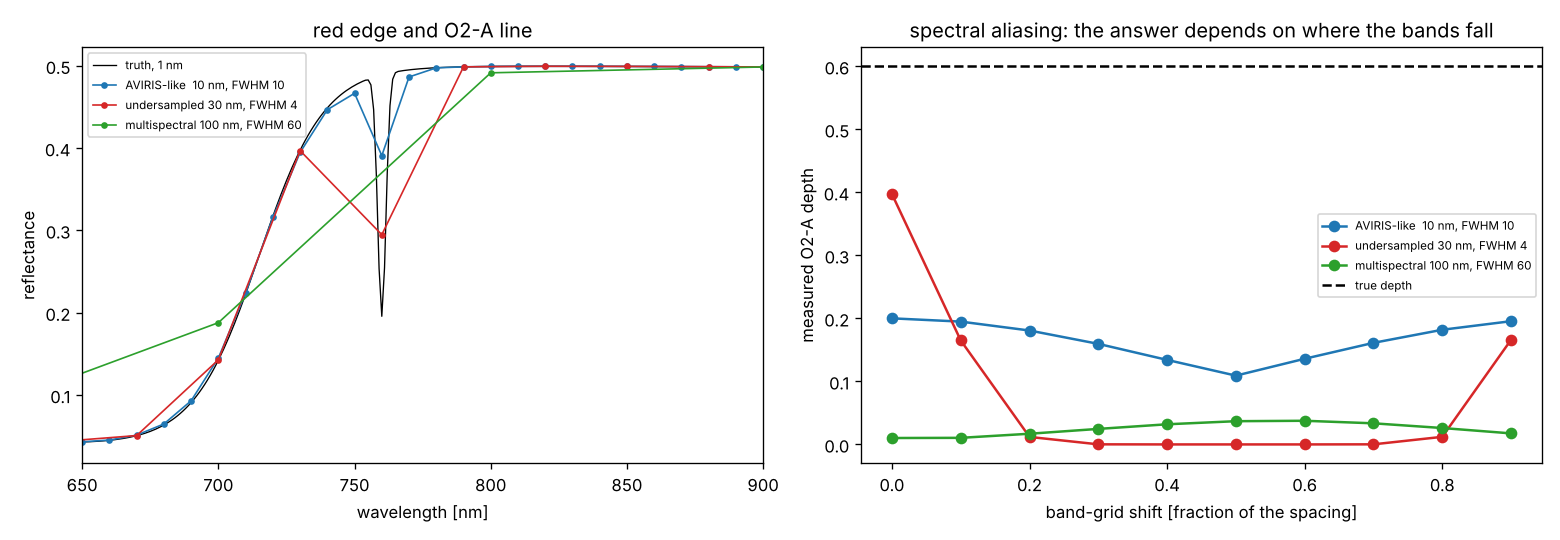 red edge and O2-A line
truth, 1 nm
AVIRIS-like  10 nm, FWHM 10
undersampled 30 nm, FWHM 4
multispectral 100 nm, FWHM 60
reflectance
0.5
0.4
0.3
0.2
0.1
650
700
750
800
850
900
wavelength [nm]
spectral aliasing: the answer depends on where the bands fall
measured O2-A depth
0.6
0.5
0.4
0.3
0.2
0.1
0.0
AVIRIS-like  10 nm, FWHM 10
undersampled 30 nm, FWHM 4
multispectral 100 nm, FWHM 60
true depth
0.0
0.2
0.4
0.6
0.8
band-grid shift [fraction of the spacing]